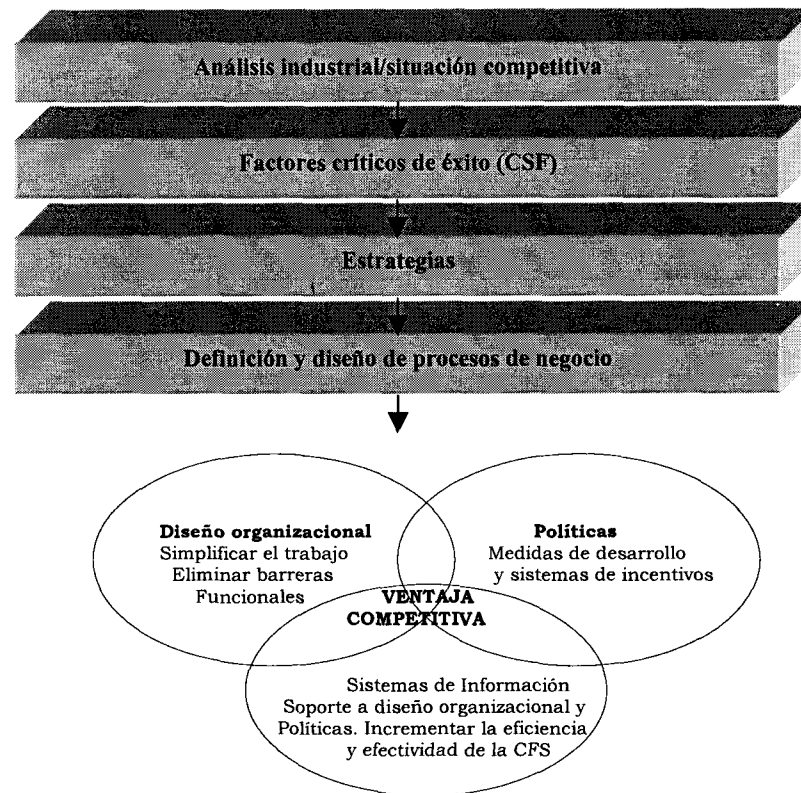 Análisis industrial/situación competitiva
Factores críticos de éxito (CSF)
Estrategias
Definición y diseño de procesos de negocio
Diseño organizacional
Simplificar el trabajo
Eliminar barreras
Funcionales
Políticas
Medidas de desarrollo
y sistemas de incentivos
VENTAJA
COMPETITIVA
Sistemas de Información
Soporte a diseño organizacional y
Políticas. Incrementar la eficiencia
y efectividad de la CFS